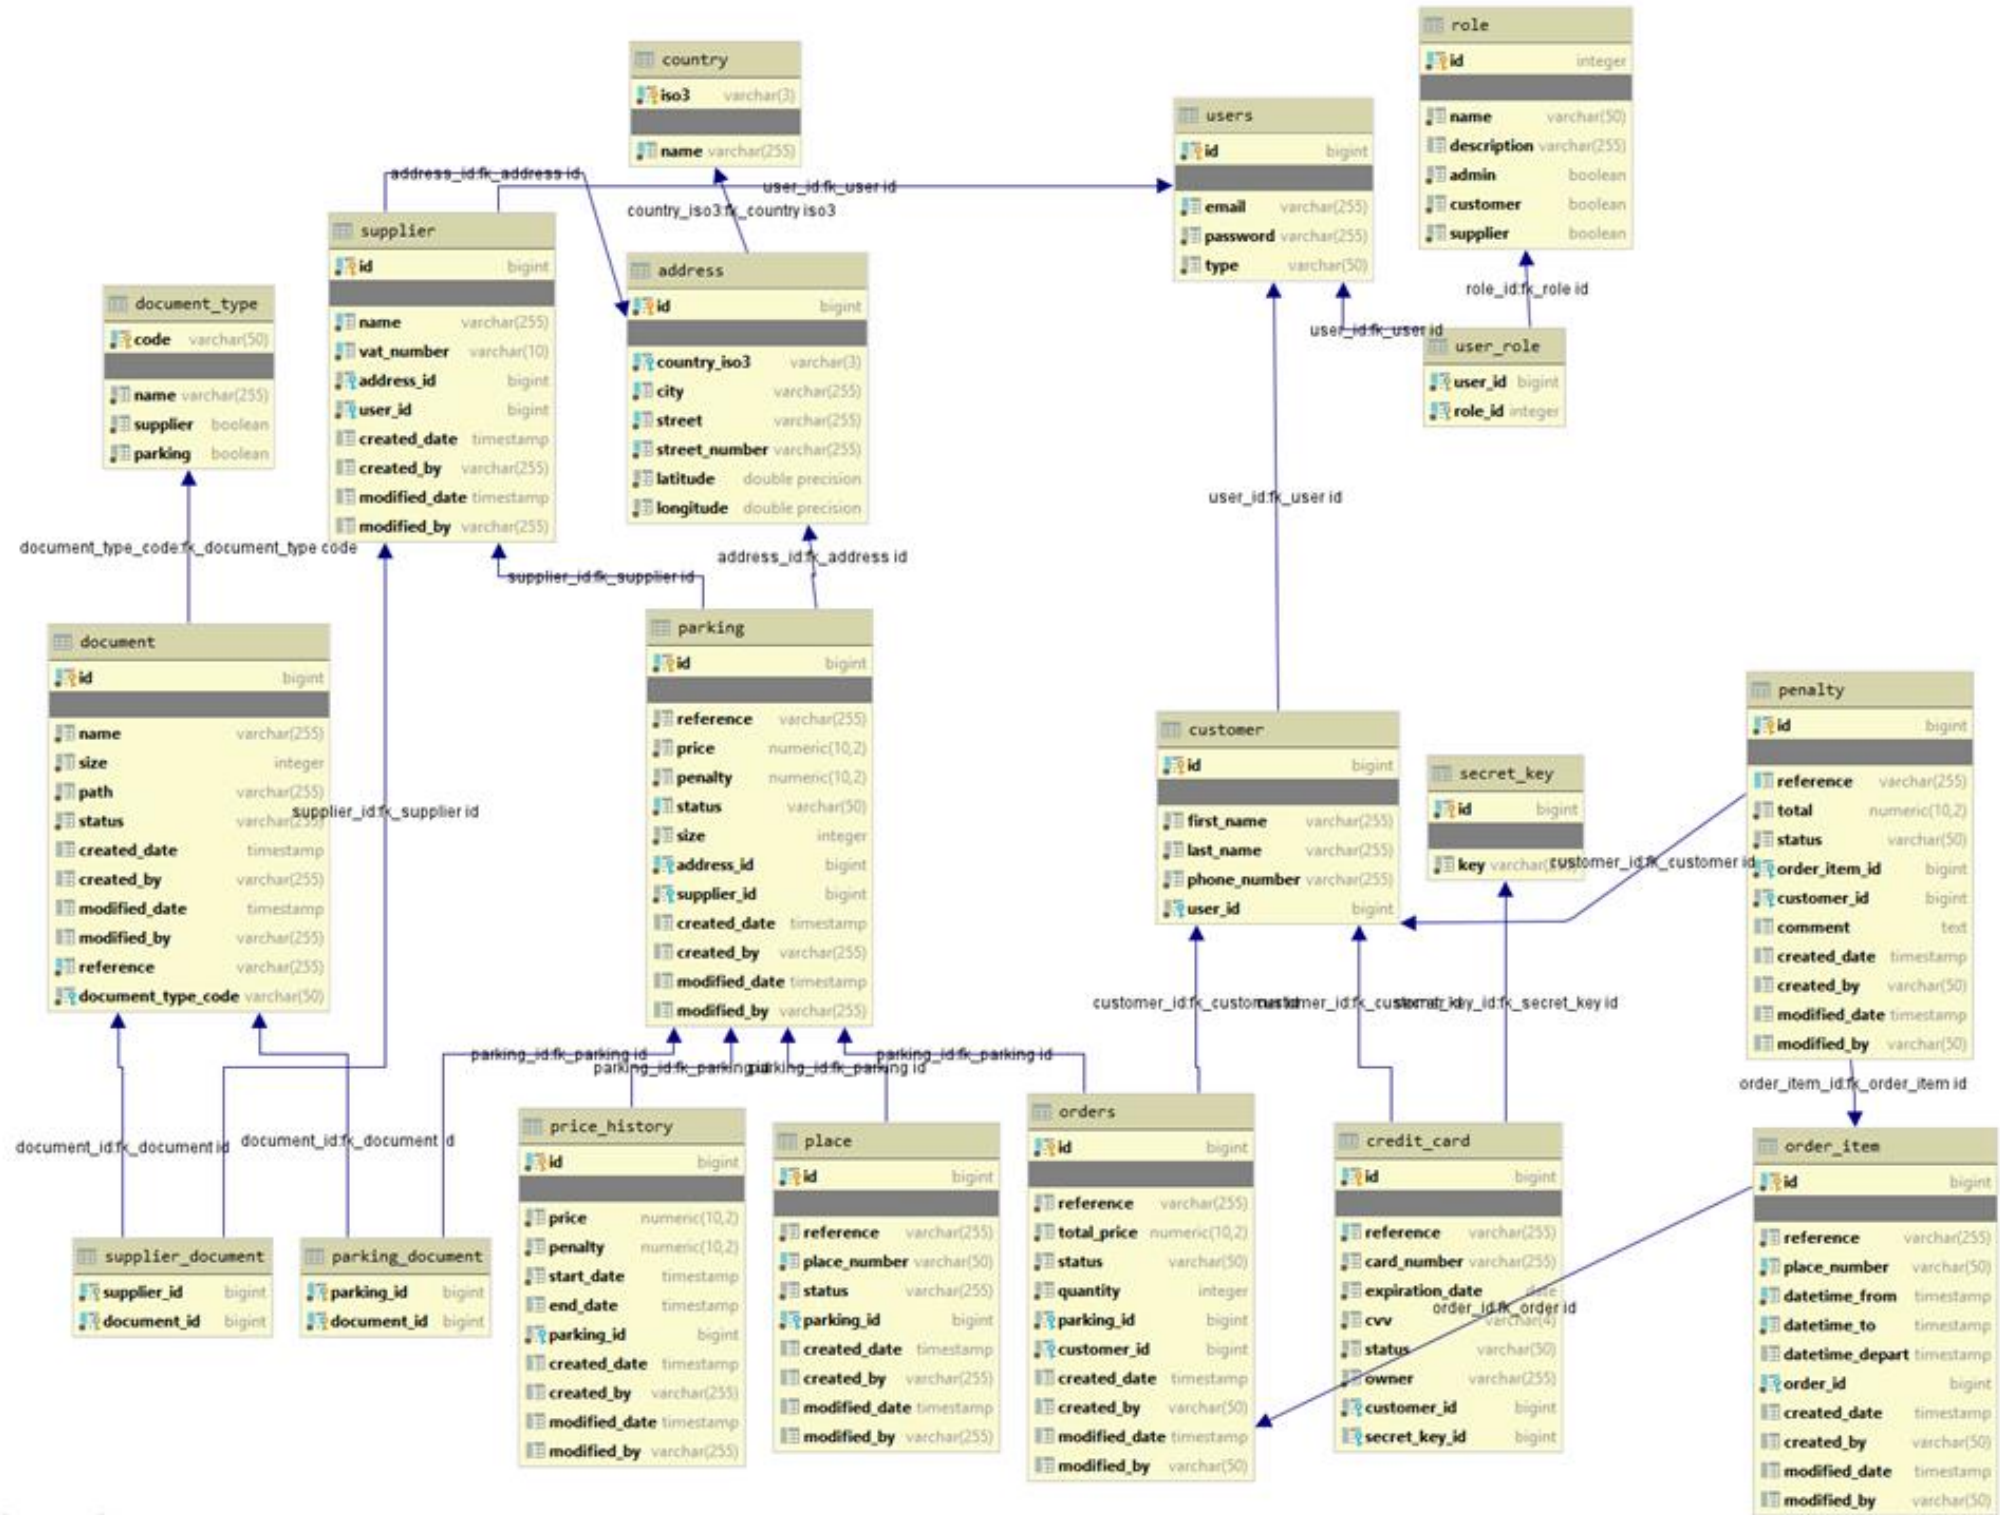 role
id integer
name varchar(50)
description varchar(255)
admin boolean
customer boolean
supplier boolean
country
iso3 varchar(3)
name varchar(255)
users
id bigint
email varchar(255)
password varchar(255)
type varchar(50)
address_id:fk_address id
user_id:fk_user id
country_iso3:fk_country iso3
supplier
id bigint
name varchar(255)
vat_number varchar(10)
address_id bigint
user_id bigint
created_date timestamp
created_by varchar(255)
modified_date timestamp
modified_by varchar(255)
address
id bigint
country_iso3 varchar(3)
city varchar(255)
street varchar(255)
street_number varchar(255)
latitude double precision
longitude double precision
role_id:fk_role id
user_id:fk_user id
user_role
user_id bigint
role_id integer
document_type
code varchar(50)
name varchar(255)
supplier boolean
parking boolean
user_id:fk_user id
document_type_code:fk_document_type code
supplier_id:fk_supplier id
address_id:fk_address id
document
id bigint
name varchar(255)
size integer
path varchar(255)
status varchar(255)
created_date timestamp
created_by varchar(255)
modified_date timestamp
modified_by varchar(255)
reference varchar(255)
document_type_code varchar(50)
supplier_id:fk_supplier id
parking
id bigint
reference varchar(255)
price numeric(10,2)
penalty numeric(10,2)
status varchar(50)
size integer
address_id bigint
supplier_id bigint
created_date timestamp
created_by varchar(255)
modified_date timestamp
modified_by varchar(255)
customer
id bigint
first_name varchar(255)
last_name varchar(255)
phone_number varchar(255)
user_id bigint
secret_key
id bigint
key
customer_id:fk_customer id
penalty
id bigint
reference varchar(255)
total numeric(10,2)
status varchar(50)
order_item_id bigint
customer_id bigint
comment text
created_date timestamp
created_by varchar(50)
modified_date timestamp
modified_by varchar(50)
customer_id:fk_customer id
customer_id:fk_customer id
secret_key_id:fk_secret_key id
parking_id:fk_parking id
parking_id:fk_parking id
parking_id:fk_parking id
parking_id:fk_parking id
order_item_id:fk_order_item id
document_id:fk_document id
document_id:fk_document id
supplier_document
supplier_id bigint
document_id bigint
parking_document
parking_id bigint
document_id bigint
price_history
id bigint
price numeric(10,2)
penalty numeric(10,2)
start_date timestamp
end_date timestamp
parking_id bigint
created_date timestamp
created_by varchar(255)
modified_date timestamp
modified_by varchar(255)
place
id bigint
reference varchar(255)
place_number varchar(50)
status varchar(255)
parking_id bigint
created_date timestamp
created_by varchar(255)
modified_date timestamp
modified_by varchar(255)
orders
id bigint
reference varchar(255)
total_price numeric(10,2)
status varchar(50)
quantity integer
parking_id bigint
customer_id bigint
created_date timestamp
created_by varchar(50)
modified_date timestamp
modified_by varchar(50)
credit_card
id bigint
reference varchar(255)
card_number varchar(255)
expiration_date date
order_id:fk_order id
cvv varchar(4)
status varchar(50)
owner varchar(255)
customer_id bigint
secret_key_id bigint
order_item
id bigint
reference varchar(255)
place_number varchar(50)
datetime_from timestamp
datetime_to timestamp
datetime_depart timestamp
order_id bigint
created_date timestamp
created_by varchar(50)
modified_date timestamp
modified_by varchar(50)